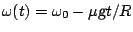 ω(t) = ω₀ − μgt/R